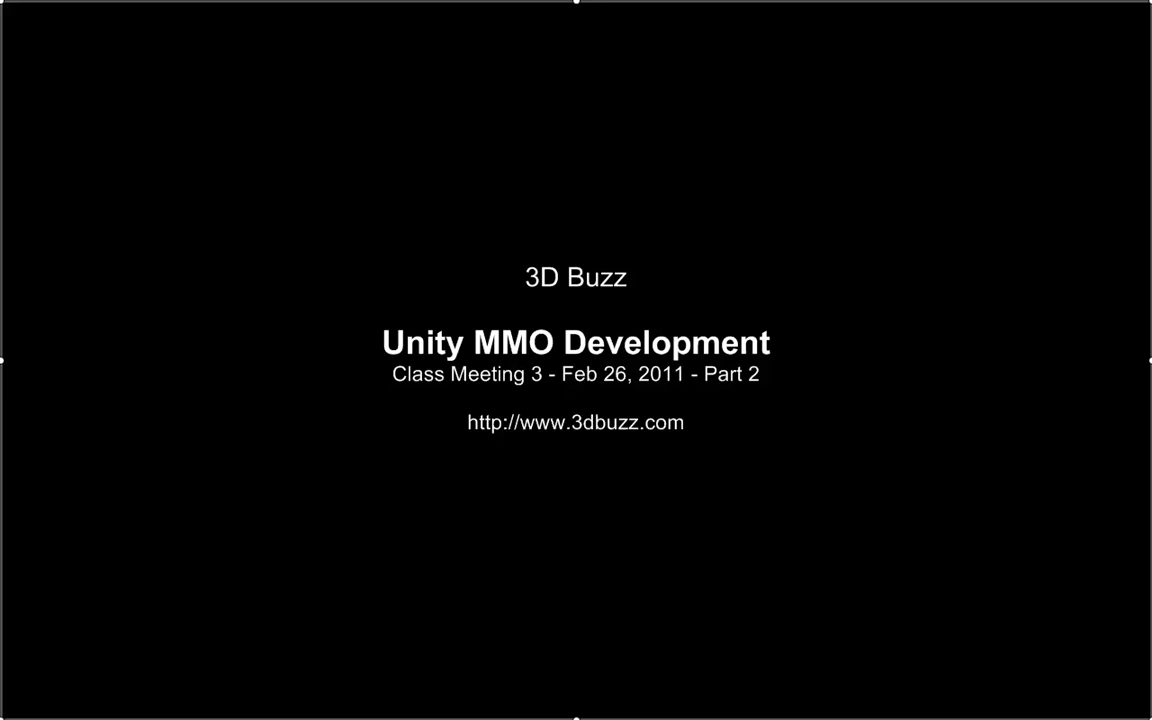 3D Buzz
Unity MMO Development
Class Meeting 3 - Feb 26, 2011 - Part 2
http://www.3dbuzz.com